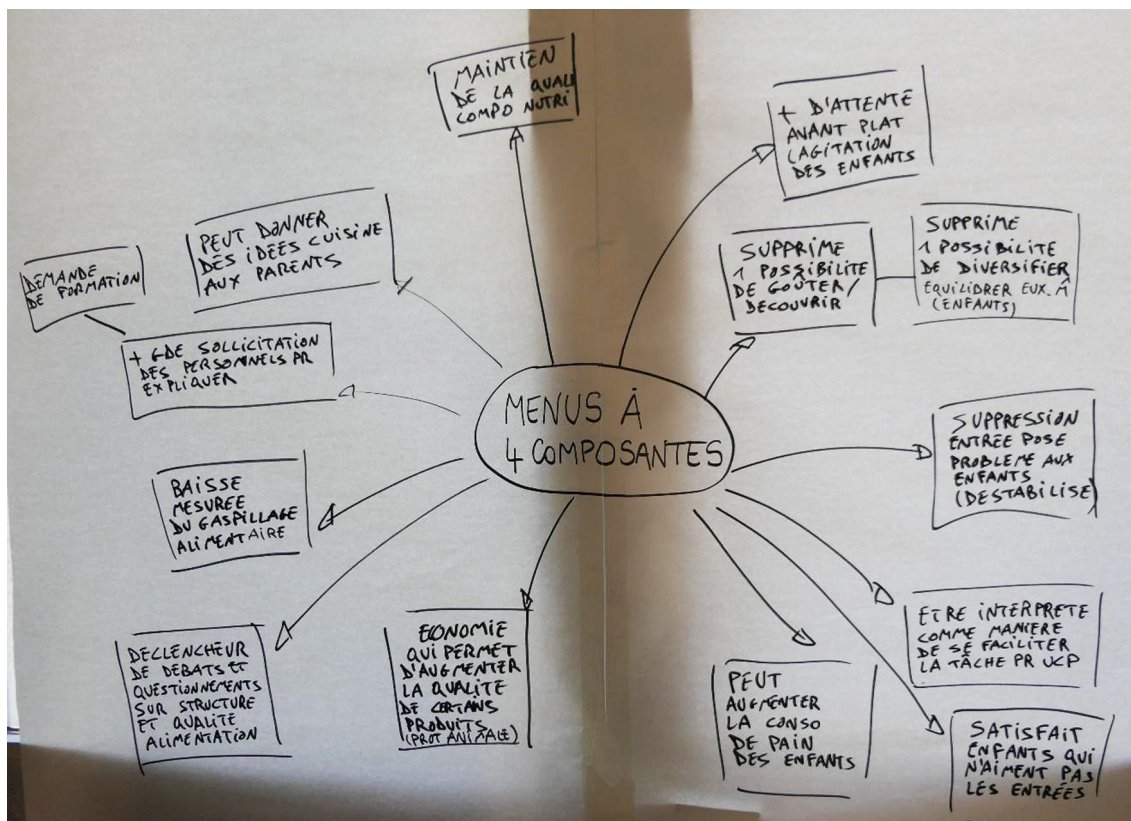 MENUS À
4 COMPOSANTES
MAINTIEN
DE LA QUALI
COMPO NUTRI
+ D'ATTENTE
AVANT PLAT
(AGITATION
DES ENFANTS
SUPPRIME
1 POSSIBILITE
DE GOÛTER/
DECOUVRIR
SUPPRIME
1 POSSIBILITE
DE DIVERSIFIER
EQUILIBRER EUX-M̂
(ENFANTS)
SUPPRESSION
ENTRÉE POSE
PROBLEME AUX
ENFANTS
(DESTABILISE)
ETRE INTERPRETE
COMME MANIERE
DE SE FACILITER
LA TÂCHE PR UCP
SATISFAIT
ENFANTS QUI
N'AIMENT PAS
LES ENTRÉES
PEUT
AUGMENTER
LA CONSO
DE PAIN
DES ENFANTS
ECONOMIE
QUI PERMET
D'AUGMENTER
LA QUALITE
DE CERTAINS
PRODUITS
(PROT ANIMALE)
DECLENCHEUR
DE DEBATS ET
QUESTIONNEMENTS
SUR STRUCTURE
ET QUALITE
ALIMENTATION
BAISSE
MESUREE
DU GASPILLAGE
ALIMENTAIRE
+ GDE SOLLICITATION
DES PERSONNELS PR
EXPLIQUER
DEMANDE
DE FORMATION
PEUT DONNER
DES IDEES CUISINE
AUX PARENTS